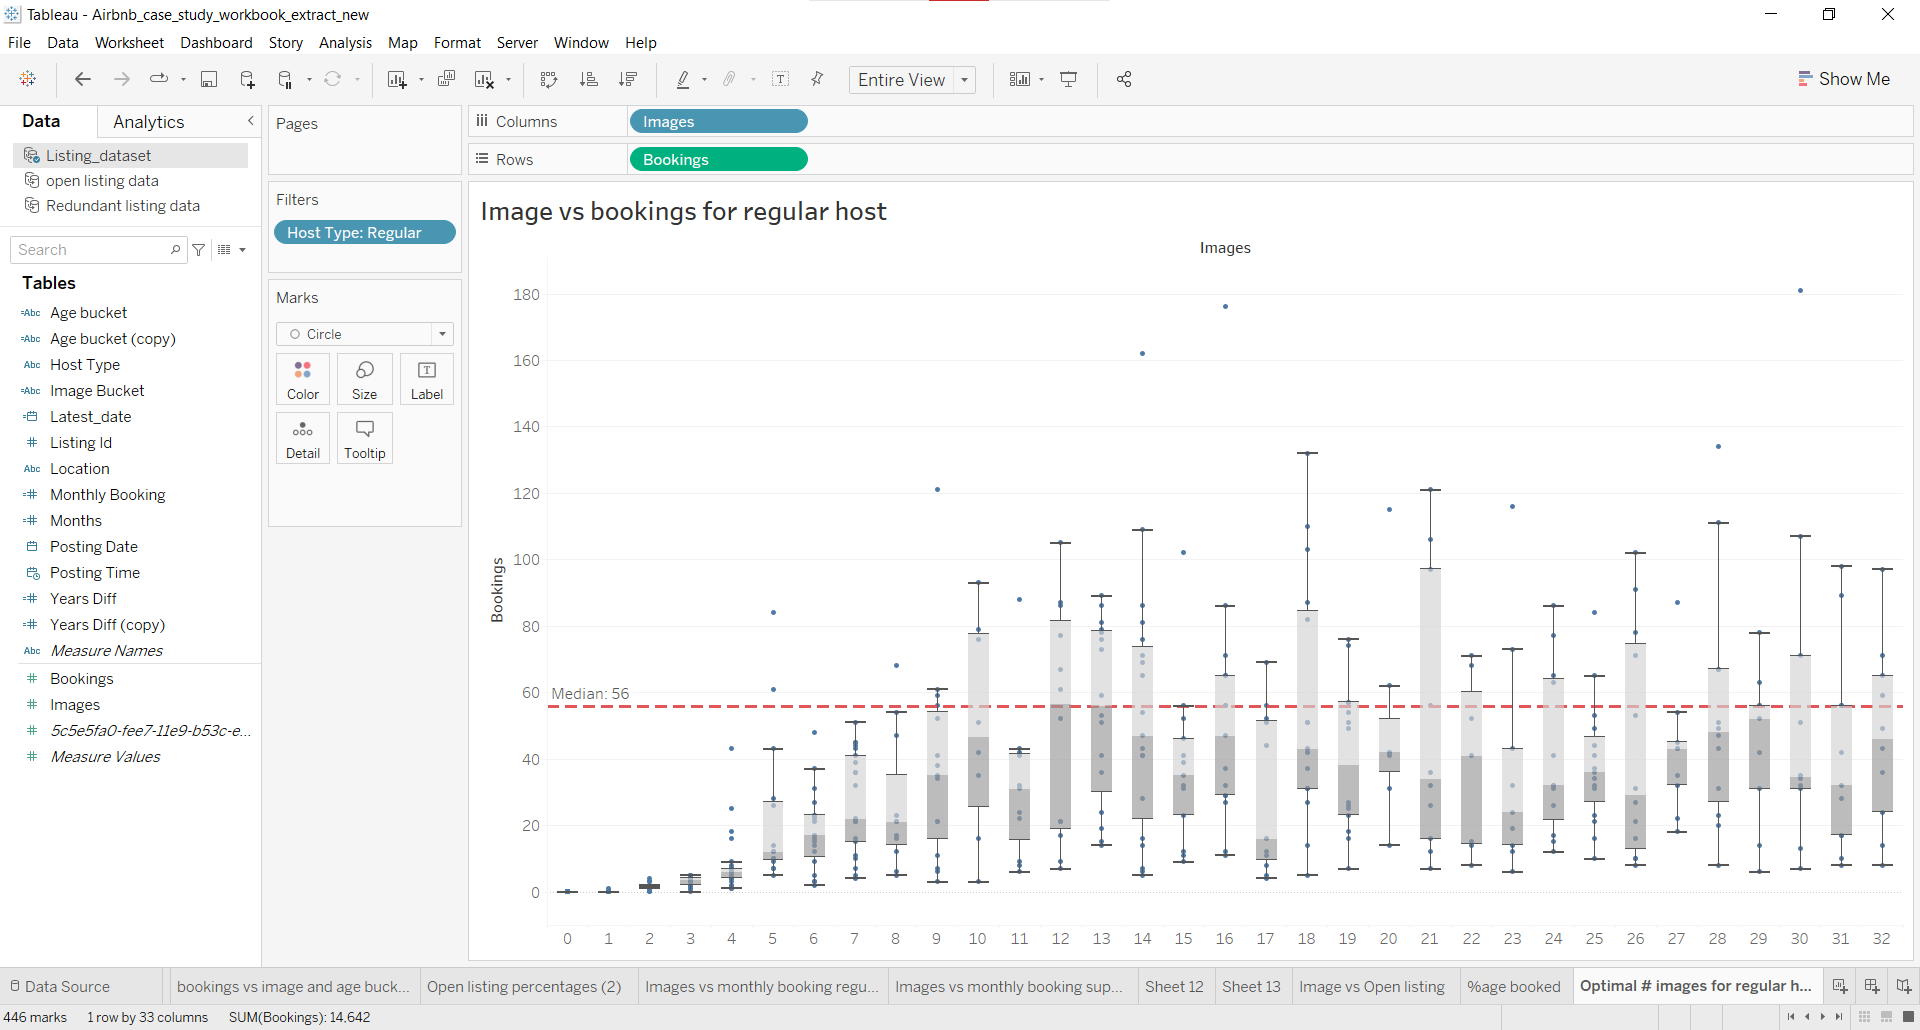 Tableau - Airbnb_case_study_workbook_extract_new
File Data Worksheet Dashboard Story Analysis Map Format Server Window Help
Entire View
Show Me
Data Analytics
Listing_dataset
open listing data
Redundant listing data
Search
Tables
Abc Age bucket
Abc Age bucket (copy)
Abc Host Type
Abc Image Bucket
Latest_date
# Listing Id
Abc Location
# Monthly Booking
# Months
Posting Date
Posting Time
# Years Diff
# Years Diff (copy)
Abc Measure Names
# Bookings
# Images
# 5c5e5fa0-fee7-11e9-b53c-e...
# Measure Values
Pages
Filters
Host Type: Regular
Marks
Circle
Color Size Label
Detail Tooltip
Columns Images
Rows Bookings
Image vs bookings for regular host
Images
180
160
140
120
100
80
60
40
20
0
Bookings
Median: 56
0 1 2 3 4 5 6 7 8 9 10 11 12 13 14 15 16 17 18 19 20 21 22 23 24 25 26 27 28 29 30 31 32
Data Source bookings vs image and age buck... Open listing percentages (2) Images vs monthly booking regu... Images vs monthly booking sup... Sheet 12 Sheet 13 Image vs Open listing %age booked Optimal # images for regular h...
446 marks 1 row by 33 columns SUM(Bookings): 14,642